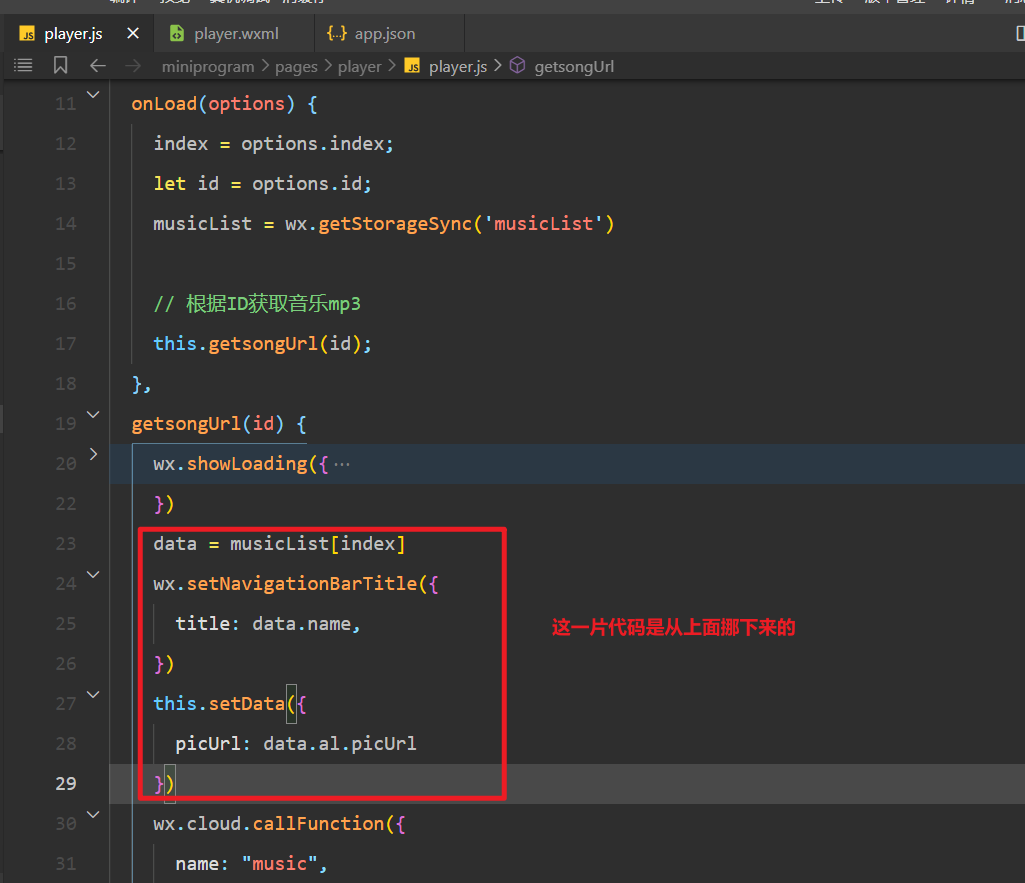 player.js
player.wxml
app.json
miniprogram > pages > player > player.js > getsongUrl
11 onLoad(options) {
12 index = options.index;
13 let id = options.id;
14 musicList = wx.getStorageSync('musicList')
15
16 // 根据ID获取音乐mp3
17 this.getsongUrl(id);
18 },
19 getsongUrl(id) {
20 wx.showLoading({ ···
22 })
23 data = musicList[index]
24 wx.setNavigationBarTitle({
25 title: data.name,
这一片代码是从上面挪下来的
26 })
27 this.setData({
28 picUrl: data.al.picUrl
29 })
30 wx.cloud.callFunction({
31 name: "music",